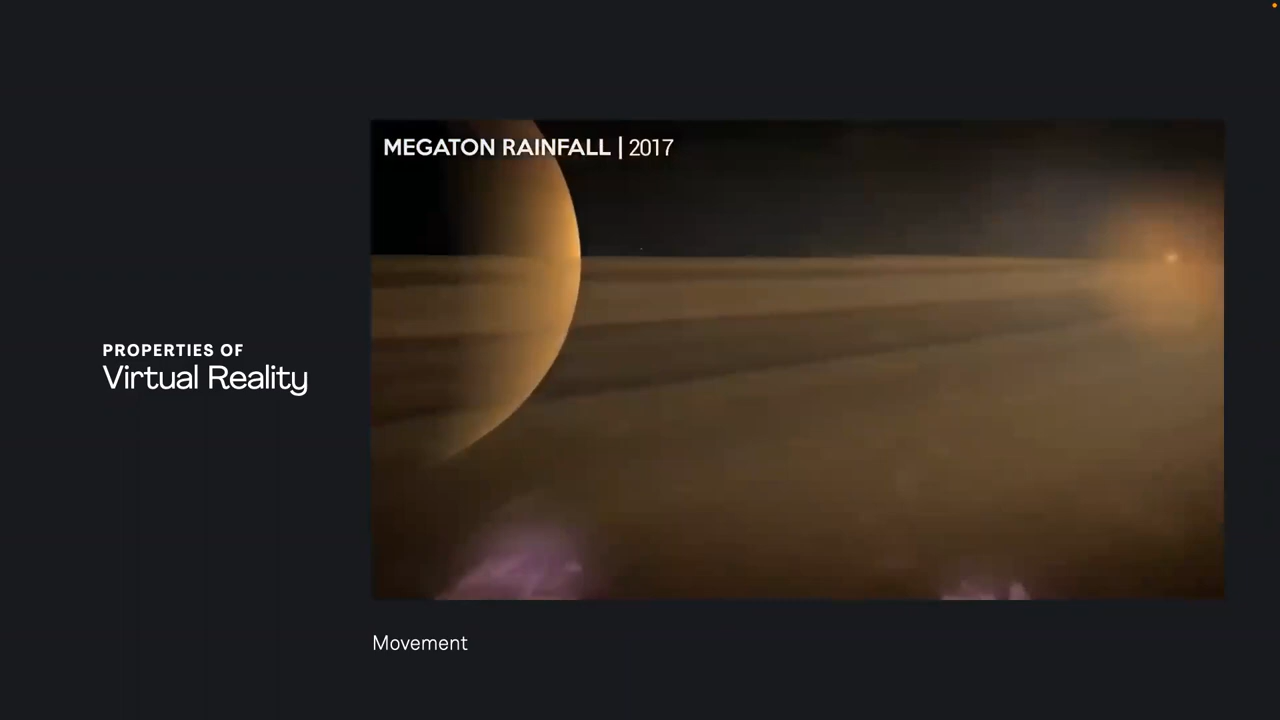 MEGATON RAINFALL | 2017
PROPERTIES OF
Virtual Reality
Movement